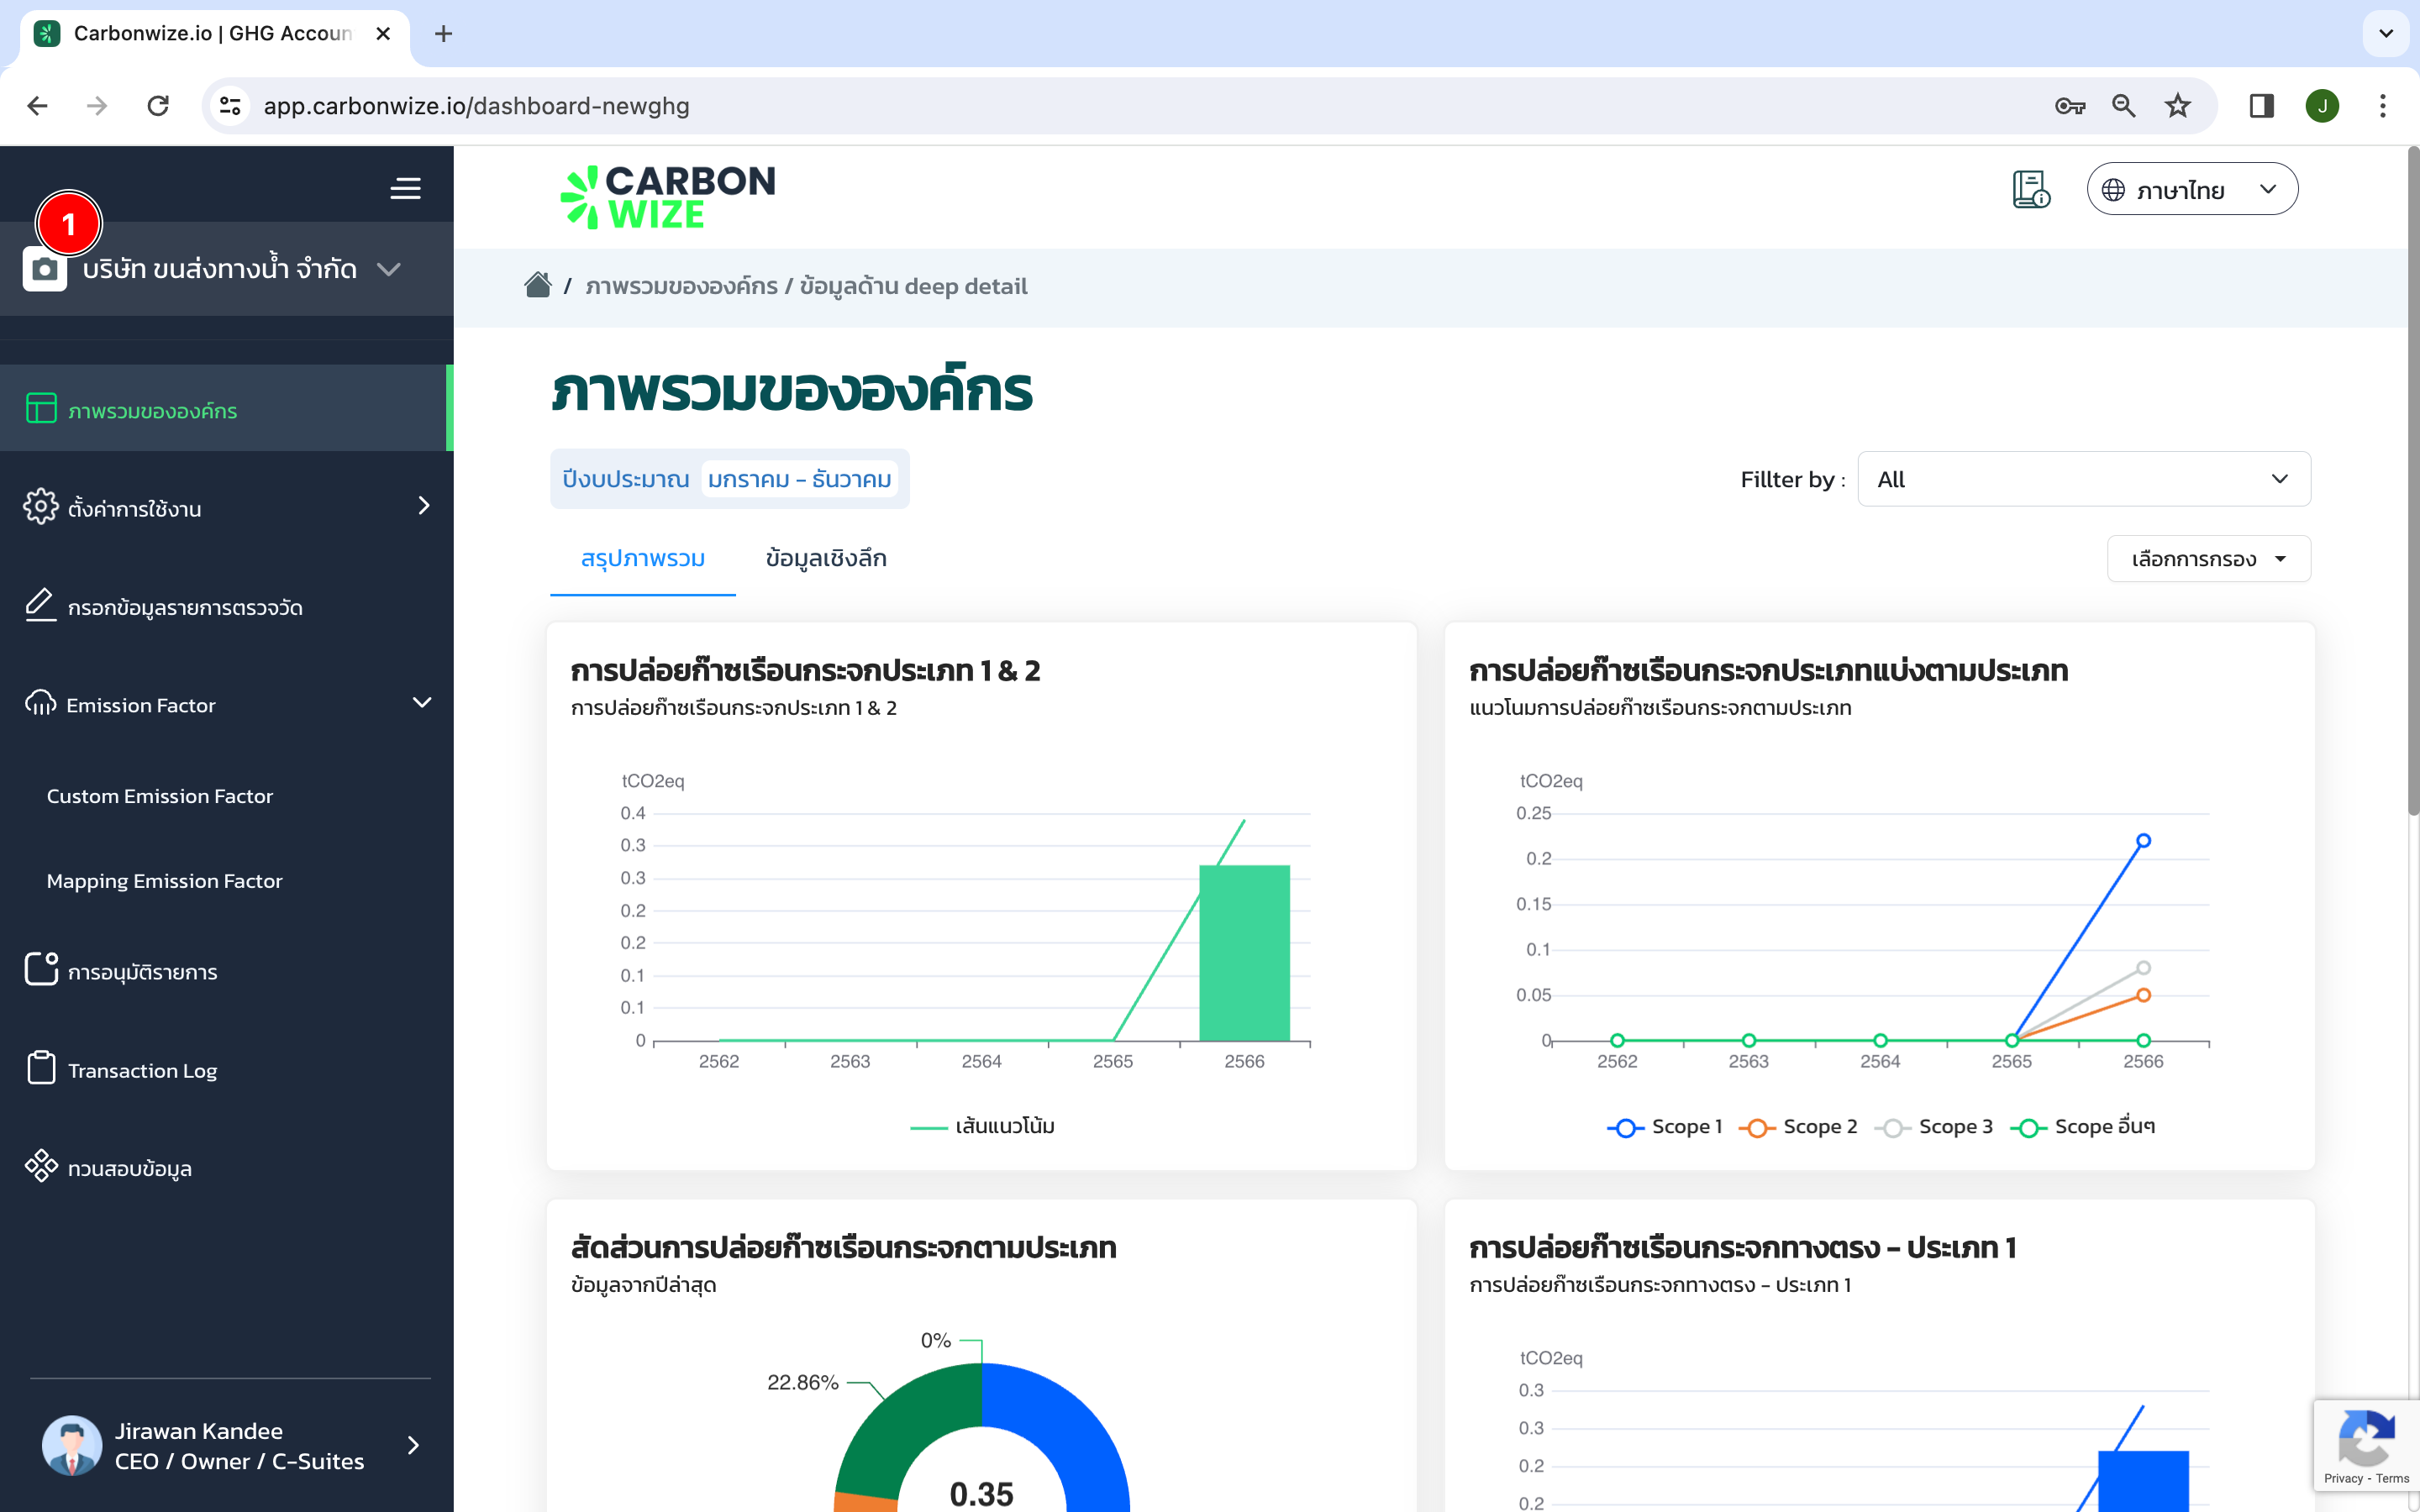 Carbonwize.io | GHG Accoun
app.carbonwize.io/dashboard-newghg
J
1
บริษัท ขนส่งทางน้ำ จำกัด
ภาพรวมขององค์กร
ตั้งค่าการใช้งาน
กรอกข้อมูลรายการตรวจวัด
Emission Factor
Custom Emission Factor
Mapping Emission Factor
การอนุมัติรายการ
Transaction Log
ทวนสอบข้อมูล
Jirawan Kandee
CEO / Owner / C-Suites
CARBON
WIZE
ภาษาไทย
/ ภาพรวมขององค์กร / ข้อมูลด้าน deep detail
ภาพรวมขององค์กร
ปีงบประมาณ มกราคม - ธันวาคม
Fillter by : All
สรุปภาพรวม ข้อมูลเชิงลึก
เลือกการกรอง
การปล่อยก๊าซเรือนกระจกประเภท 1 & 2
การปล่อยก๊าซเรือนกระจกประเภท 1 & 2
tCO2eq
0.4
0.3
0.3
0.2
0.2
0.1
0.1
0
2562 2563 2564 2565 2566
เส้นแนวโน้ม
การปล่อยก๊าซเรือนกระจกประเภทแบ่งตามประเภท
แนวโนมการปล่อยก๊าซเรือนกระจกตามประเภท
tCO2eq
0.25
0.2
0.15
0.1
0.05
0
2562 2563 2564 2565 2566
Scope 1 Scope 2 Scope 3 Scope อื่นๆ
สัดส่วนการปล่อยก๊าซเรือนกระจกตามประเภท
ข้อมูลจากปีล่าสุด
0%
22.86%
0.35
การปล่อยก๊าซเรือนกระจกทางตรง - ประเภท 1
การปล่อยก๊าซเรือนกระจกทางตรง - ประเภท 1
tCO2eq
0.3
0.3
0.2
0.2
Privacy - Terms